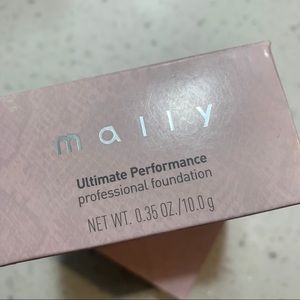 mally
Ultimate Performance
professional foundation
NET WT. 0.35 OZ./10.0 g